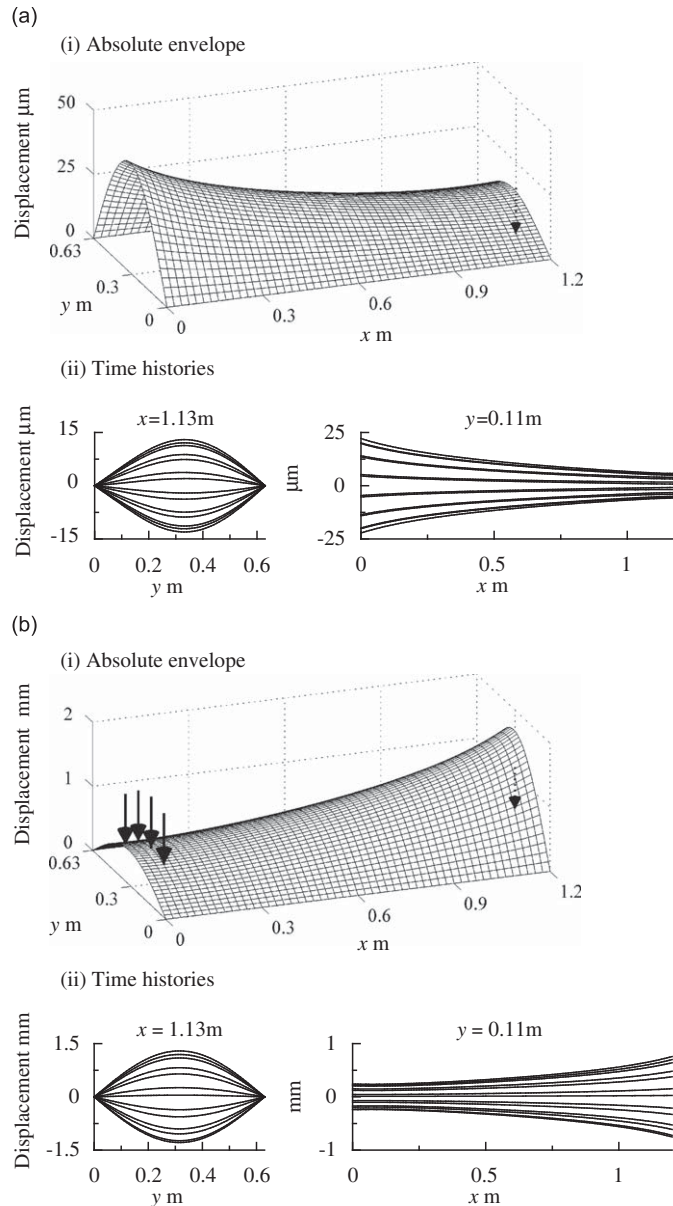 (a)
(i) Absolute envelope
Displacement μm
50
25
0
0.63
0.3
0
y m
0
0.3
0.6
0.9
1.2
x m
(ii) Time histories
x=1.13m
Displacement μm
15
0
-15
0
0.2
0.4
0.6
y m
y=0.11m
μm
25
0
-25
0
0.5
1
x m
(b)
(i) Absolute envelope
Displacement mm
2
1
0
0.63
0.3
0
y m
0
0.3
0.6
0.9
1.2
x m
(ii) Time histories
x = 1.13m
Displacement mm
1.5
0
-1.5
0
0.2
0.4
0.6
y m
y = 0.11m
mm
1
0
-1
0
0.5
1
x m